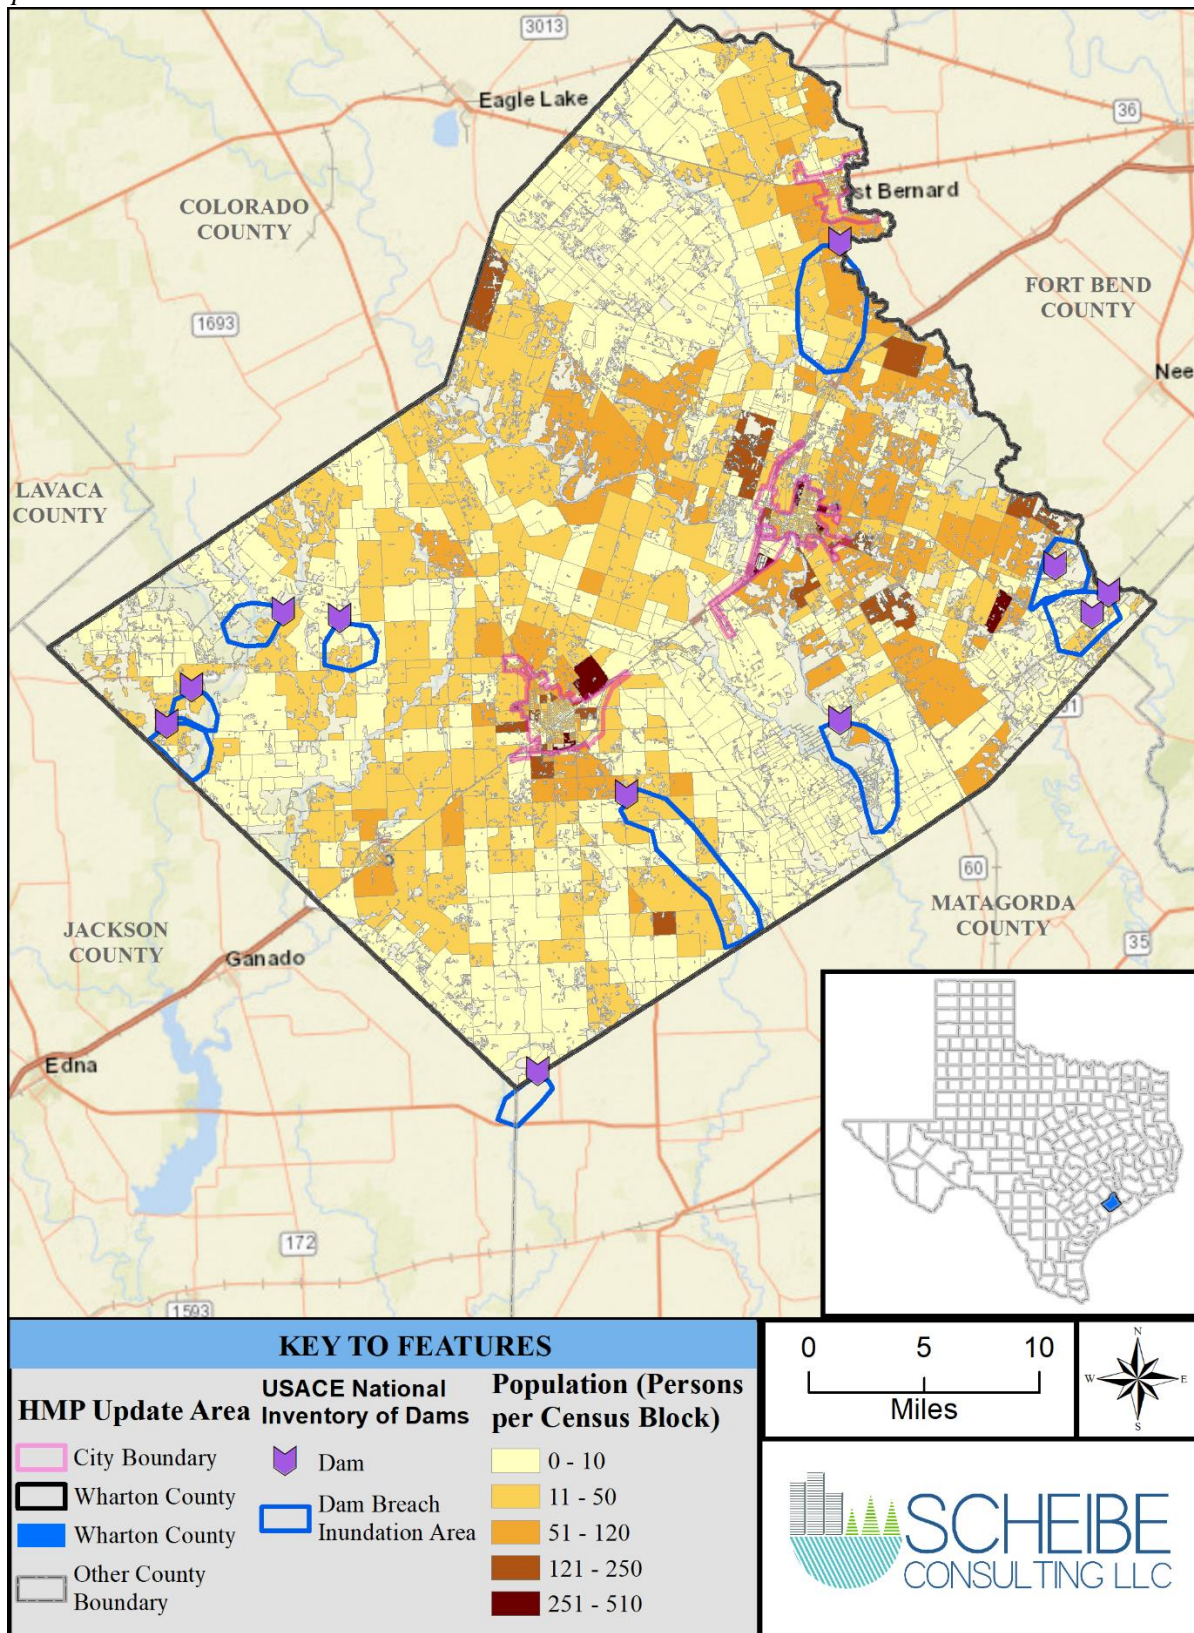 3013
Eagle Lake
36
st Bernard
COLORADO
COUNTY
FORT BEND
COUNTY
1693
Nee
LAVACA
COUNTY
60
MATAGORDA
COUNTY
35
JACKSON
COUNTY
Ganado
Edna
172
1593
KEY TO FEATURES
HMP Update Area
City Boundary
Wharton County
Wharton County
Other County
Boundary
USACE National
Inventory of Dams
Dam
Dam Breach
Inundation Area
Population (Persons
per Census Block)
0 - 10
11 - 50
51 - 120
121 - 250
251 - 510
0 5 10
Miles
N
W E
S
SCHEIBE
CONSULTING LLC